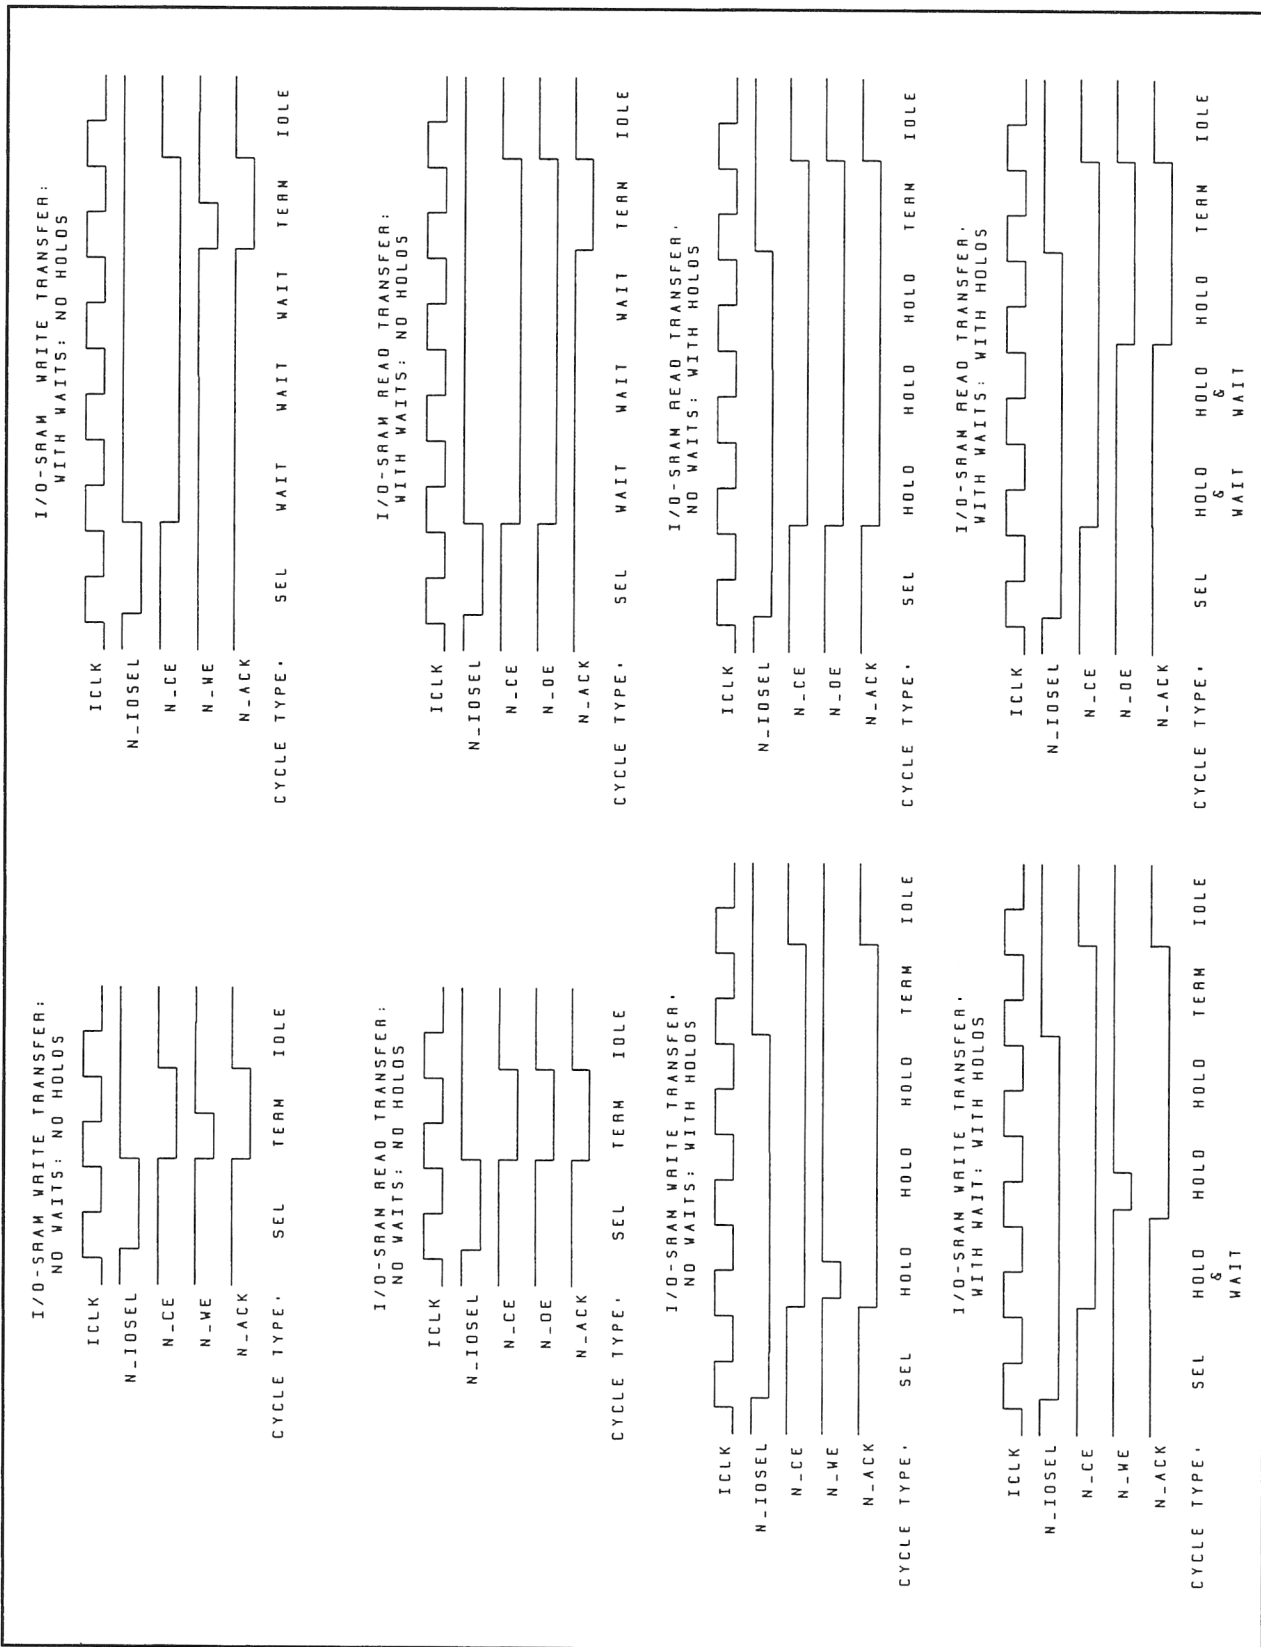 I/O-SRAM WRITE TRANSFER:
NO WAITS: NO HOLDS
ICLK
N_IOSEL
N_CE
N_WE
N_ACK
CYCLE TYPE. SEL TERM IDLE
I/O-SRAM WRITE TRANSFER:
WITH WAITS: NO HOLDS
ICLK
N_IOSEL
N_CE
N_WE
N_ACK
CYCLE TYPE. SEL WAIT WAIT WAIT TERM IDLE
I/O-SRAM READ TRANSFER:
NO WAITS: NO HOLDS
ICLK
N_IOSEL
N_CE
N_OE
N_ACK
CYCLE TYPE. SEL TERM IDLE
I/O-SRAM READ TRANSFER:
WITH WAITS: NO HOLDS
ICLK
N_IOSEL
N_CE
N_OE
N_ACK
CYCLE TYPE. SEL WAIT WAIT WAIT TERM IDLE
I/O-SRAM WRITE TRANSFER.
NO WAITS: WITH HOLDS
ICLK
N_IOSEL
N_CE
N_WE
N_ACK
CYCLE TYPE. SEL HOLD HOLD HOLD TERM IDLE
I/O-SRAM READ TRANSFER.
NO WAITS: WITH HOLDS
ICLK
N_IOSEL
N_CE
N_OE
N_ACK
CYCLE TYPE. SEL HOLD HOLD HOLD TERM IDLE
I/O-SRAM WRITE TRANSFER.
WITH WAIT: WITH HOLDS
ICLK
N_IOSEL
N_CE
N_WE
N_ACK
CYCLE TYPE. SEL HOLD HOLD HOLD TERM IDLE
&
WAIT
I/O-SRAM READ TRANSFER.
WITH WAITS: WITH HOLDS
ICLK
N_IOSEL
N_CE
N_OE
N_ACK
CYCLE TYPE. SEL HOLD HOLD HOLD TERM IDLE
& &
WAIT WAIT